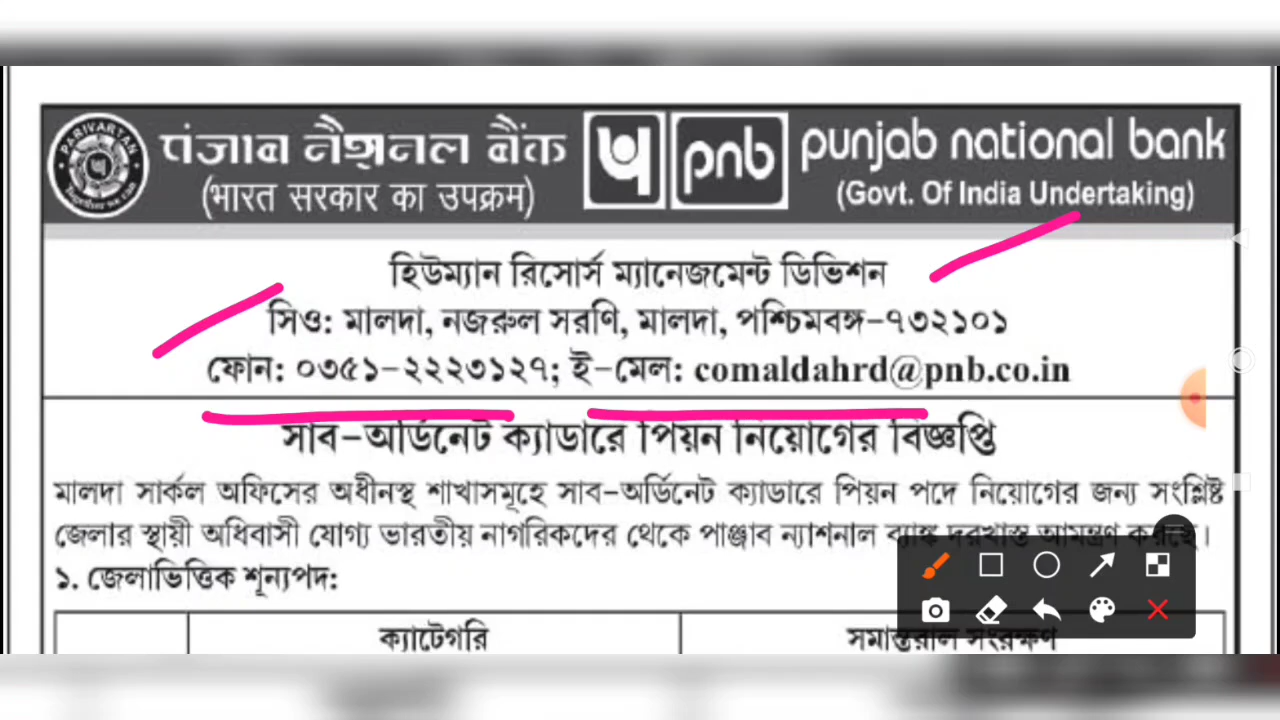 PARIVARTAN
पंजाब नैशनल बैंक
(भारत सरकार का उपक्रम)
pnb
punjab national bank
(Govt. Of India Undertaking)
হিউম্যান রিসোর্স ম্যানেজমেন্ট ডিভিশন
সিও: মালদা, নজরুল সরণি, মালদা, পশ্চিমবঙ্গ-৭৩২১০১
ফোন: ০৩৫১-২২২৩১২৭; ই-মেল: comaldahrd@pnb.co.in
সাব-অর্ডিনেট ক্যাডারে পিয়ন নিয়োগের বিজ্ঞপ্তি
মালদা সার্কল অফিসের অধীনস্থ শাখাসমূহে সাব-অর্ডিনেট ক্যাডারে পিয়ন পদে নিয়োগের জন্য সংশ্লিষ্ট
জেলার স্থায়ী অধিবাসী যোগ্য ভারতীয় নাগরিকদের থেকে পাঞ্জাব ন্যাশনাল ব্যাঙ্ক দরখাস্ত আমন্ত্রণ করছে।
১. জেলাভিত্তিক শূন্যপদ:
ক্যাটেগরি
সমান্তরাল সংরক্ষণ